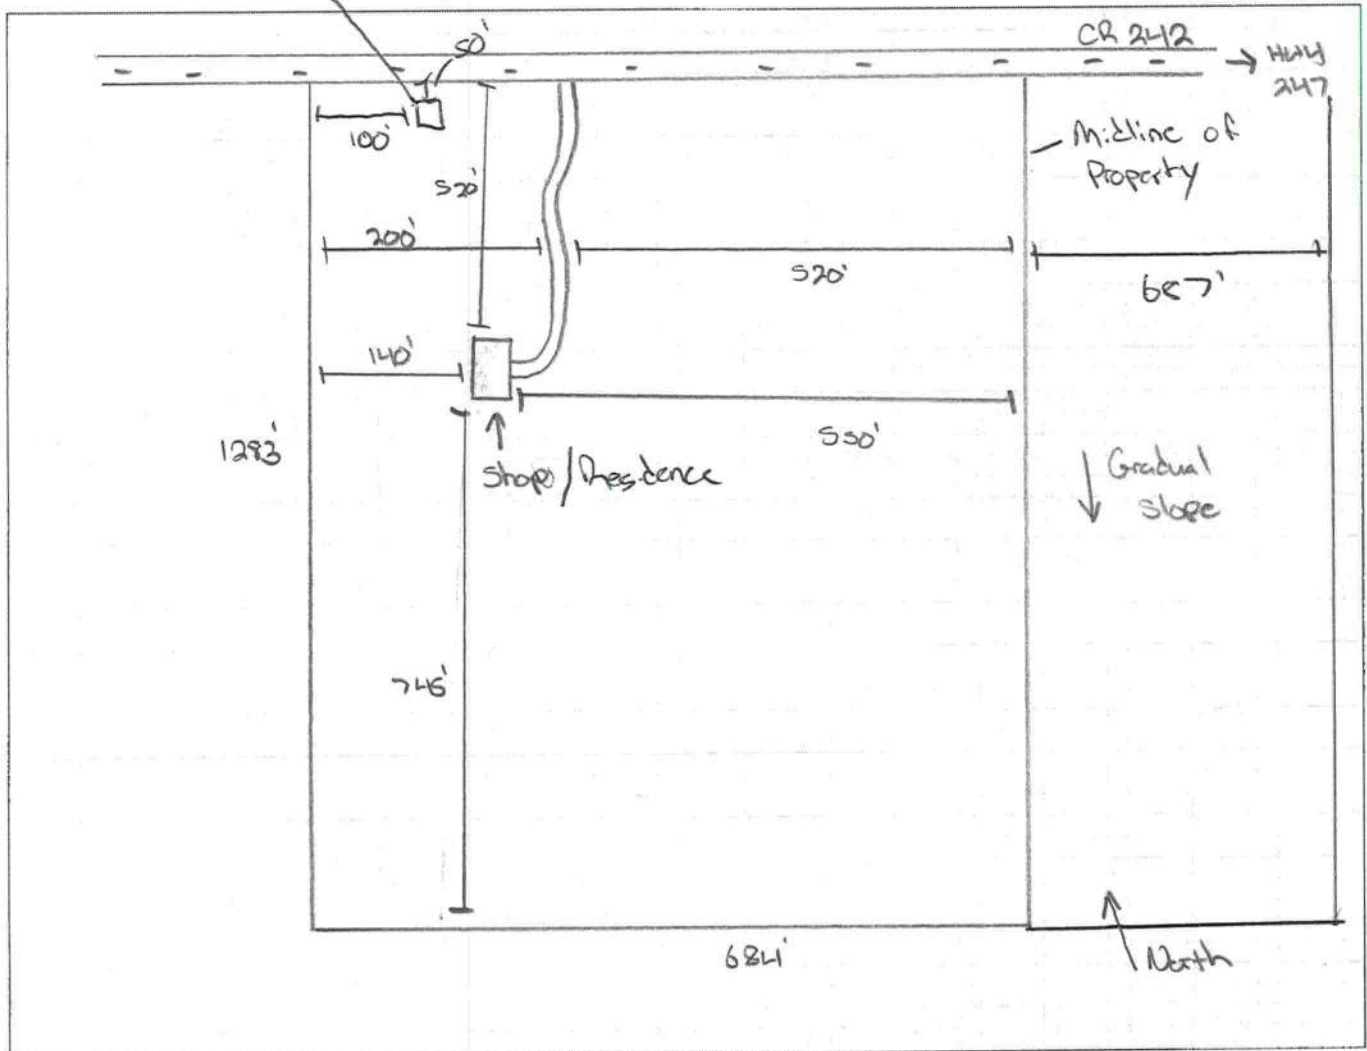 50'
CR 242
→ HWY
247
100'
Midline of
Property
520'
200'
520'
687'
140'
550'
1283'
Shop/Residence
Gradual
slope
745'
684'
North